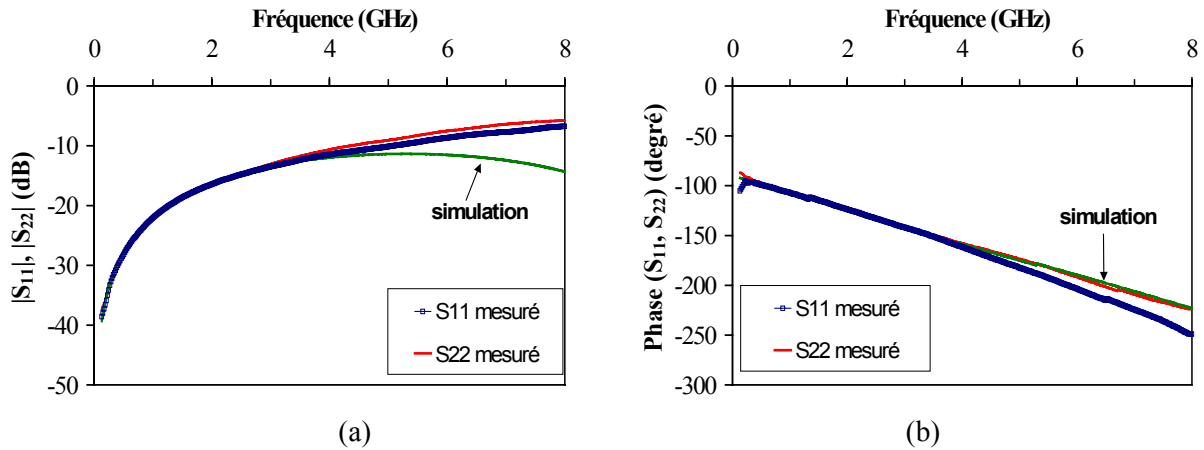 Fréquence (GHz)
0 2 4 6 8
0
-10
-20
-30
-40
-50
|S11|, |S22| (dB)
simulation
S11 mesuré
S22 mesuré
(a)
Fréquence (GHz)
0 2 4 6 8
0
-50
-100
-150
-200
-250
-300
Phase (S11, S22) (degré)
simulation
S11 mesuré
S22 mesuré
(b)